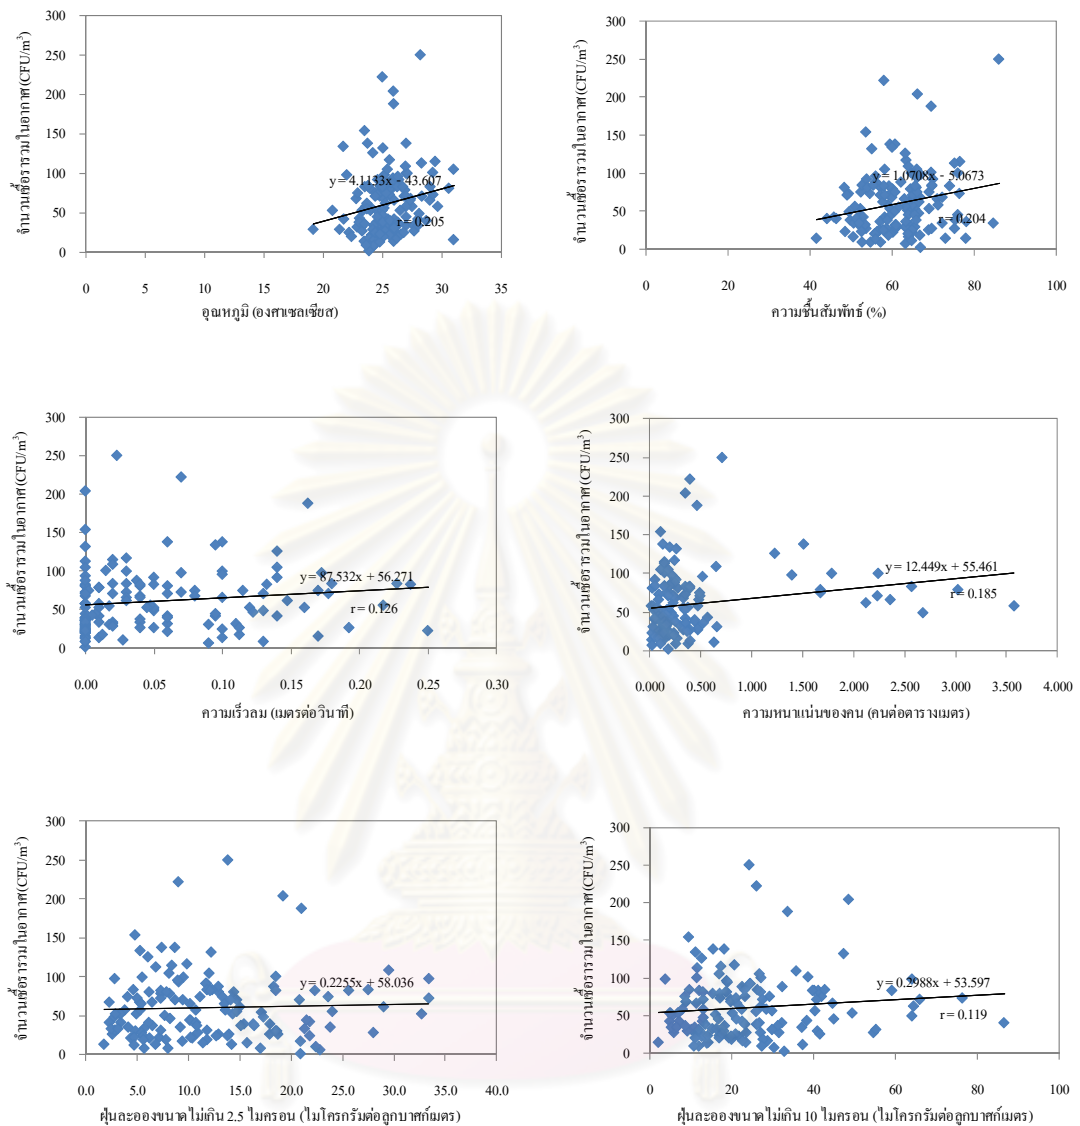 จำนวนเชื้อรารวมในอากาศ(CFU/m³)
300
250
200
150
100
50
0
y = 4.1133x - 43.607
r = 0.205
0 5 10 15 20 25 30 35
อุณหภูมิ (องศาเซลเซียส)
จำนวนเชื้อรารวมในอากาศ(CFU/m³)
300
250
200
150
100
50
0
y = 1.0708x - 5.0673
r = 0.204
0 20 40 60 80 100
ความชื้นสัมพัทธ์ (%)
จำนวนเชื้อรารวมในอากาศ(CFU/m³)
300
250
200
150
100
50
0
y = 87.532x + 56.271
r = 0.126
0.00 0.05 0.10 0.15 0.20 0.25 0.30
ความเร็วลม (เมตรต่อวินาที)
จำนวนเชื้อรารวมในอากาศ(CFU/m³)
300
250
200
150
100
50
0
y = 12.449x + 55.461
r = 0.185
0.000 0.500 1.000 1.500 2.000 2.500 3.000 3.500 4.000
ความหนาแน่นของคน (คนต่อตารางเมตร)
จำนวนเชื้อรารวมในอากาศ(CFU/m³)
300
250
200
150
100
50
0
y = 0.2255x + 58.036
0.0 5.0 10.0 15.0 20.0 25.0 30.0 35.0 40.0
ฝุ่นละอองขนาดไม่เกิน 2.5 ไมครอน (ไมโครกรัมต่อลูกบาศก์เมตร)
จำนวนเชื้อรารวมในอากาศ(CFU/m³)
300
250
200
150
100
50
0
y = 0.2988x + 53.597
r = 0.119
0 20 40 60 80 100
ฝุ่นละอองขนาดไม่เกิน 10 ไมครอน (ไมโครกรัมต่อลูกบาศก์เมตร)